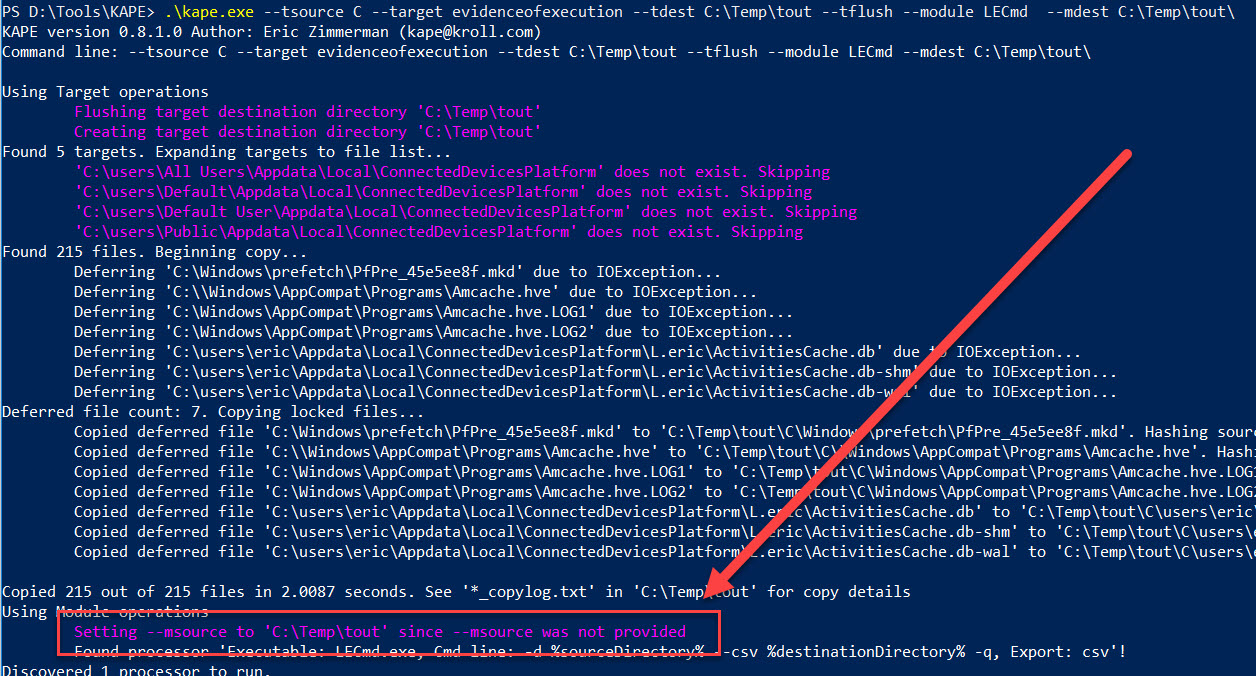 PS D:\Tools\KAPE> .\kape.exe --tsource C --target evidenceofexecution --tdest C:\Temp\tout --tflush --module LECmd  --mdest C:\Temp\tout\
KAPE version 0.8.1.0 Author: Eric Zimmerman (kape@kroll.com)
Command line: --tsource C --target evidenceofexecution --tdest C:\Temp\tout --tflush --module LECmd --mdest C:\Temp\tout\
Using Target operations
Flushing target destination directory 'C:\Temp\tout'
Creating target destination directory 'C:\Temp\tout'
Found 5 targets. Expanding targets to file list...
'C:\users\All Users\Appdata\Local\ConnectedDevicesPlatform' does not exist. Skipping
'C:\users\Default\Appdata\Local\ConnectedDevicesPlatform' does not exist. Skipping
'C:\users\Default User\Appdata\Local\ConnectedDevicesPlatform' does not exist. Skipping
'C:\users\Public\Appdata\Local\ConnectedDevicesPlatform' does not exist. Skipping
Found 215 files. Beginning copy...
Deferring 'C:\Windows\prefetch\PfPre_45e5ee8f.mkd' due to IOException...
Deferring 'C:\\Windows\AppCompat\Programs\Amcache.hve' due to IOException...
Deferring 'C:\Windows\AppCompat\Programs\Amcache.hve.LOG1' due to IOException...
Deferring 'C:\Windows\AppCompat\Programs\Amcache.hve.LOG2' due to IOException...
Deferring 'C:\users\eric\Appdata\Local\ConnectedDevicesPlatform\L.eric\ActivitiesCache.db' due to IOException...
Deferring 'C:\users\eric\Appdata\Local\ConnectedDevicesPlatform\L.eric\ActivitiesCache.db-shm' due to IOException...
Deferring 'C:\users\eric\Appdata\Local\ConnectedDevicesPlatform\L.eric\ActivitiesCache.db-wal' due to IOException...
Deferred file count: 7. Copying locked files...
Copied deferred file 'C:\Windows\prefetch\PfPre_45e5ee8f.mkd' to 'C:\Temp\tout\C\Windows\prefetch\PfPre_45e5ee8f.mkd'. Hashing sour
Copied deferred file 'C:\\Windows\AppCompat\Programs\Amcache.hve' to 'C:\Temp\tout\C\\Windows\AppCompat\Programs\Amcache.hve'. Hashi
Copied deferred file 'C:\Windows\AppCompat\Programs\Amcache.hve.LOG1' to 'C:\Temp\tout\C\Windows\AppCompat\Programs\Amcache.hve.LOG1
Copied deferred file 'C:\Windows\AppCompat\Programs\Amcache.hve.LOG2' to 'C:\Temp\tout\C\Windows\AppCompat\Programs\Amcache.hve.LOG2
Copied deferred file 'C:\users\eric\Appdata\Local\ConnectedDevicesPlatform\L.eric\ActivitiesCache.db' to 'C:\Temp\tout\C\users\eric\
Copied deferred file 'C:\users\eric\Appdata\Local\ConnectedDevicesPlatform\L.eric\ActivitiesCache.db-shm' to 'C:\Temp\tout\C\users\e
Copied deferred file 'C:\users\eric\Appdata\Local\ConnectedDevicesPlatform\L.eric\ActivitiesCache.db-wal' to 'C:\Temp\tout\C\users\e
Copied 215 out of 215 files in 2.0087 seconds. See '*_copylog.txt' in 'C:\Temp\tout' for copy details
Using Module operations
Setting --msource to 'C:\Temp\tout' since --msource was not provided
Found processor 'Executable: LECmd.exe, Cmd line: -d %sourceDirectory% --csv %destinationDirectory% -q, Export: csv'!
Discovered 1 processor to run.